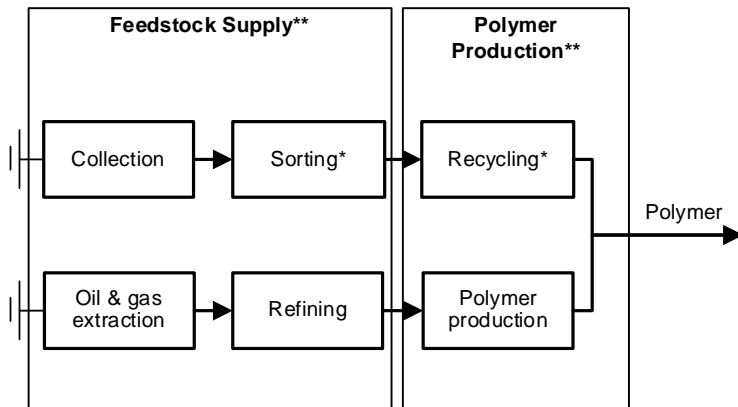 Feedstock Supply**
Polymer
Production**
Collection
Sorting*
Recycling*
Polymer
Oil & gas
extraction
Refining
Polymer
production